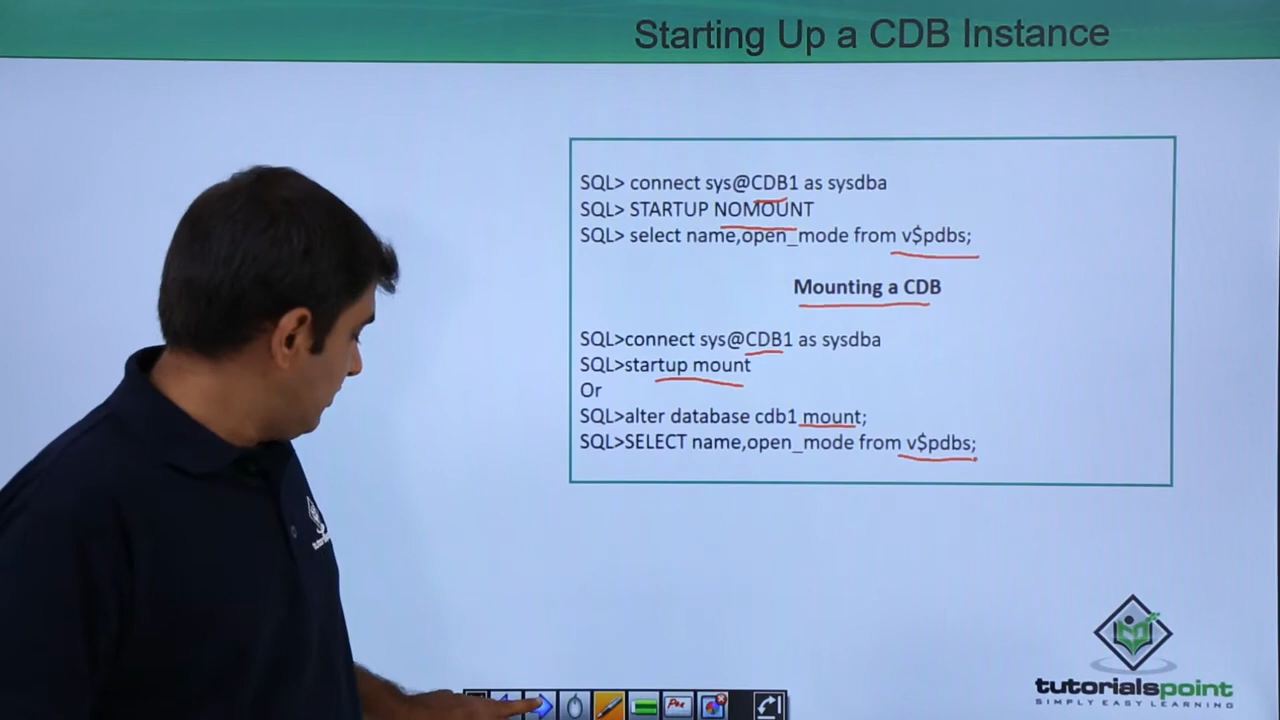 Starting Up a CDB Instance
SQL> connect sys@CDB1 as sysdba
SQL> STARTUP NOMOUNT
SQL> select name,open_mode from v$pdbs;
Mounting a CDB
SQL>connect sys@CDB1 as sysdba
SQL>startup mount
Or
SQL>alter database cdb1 mount;
SQL>SELECT name,open_mode from v$pdbs;
tutorialspoint
SIMPLY EASY LEARNING